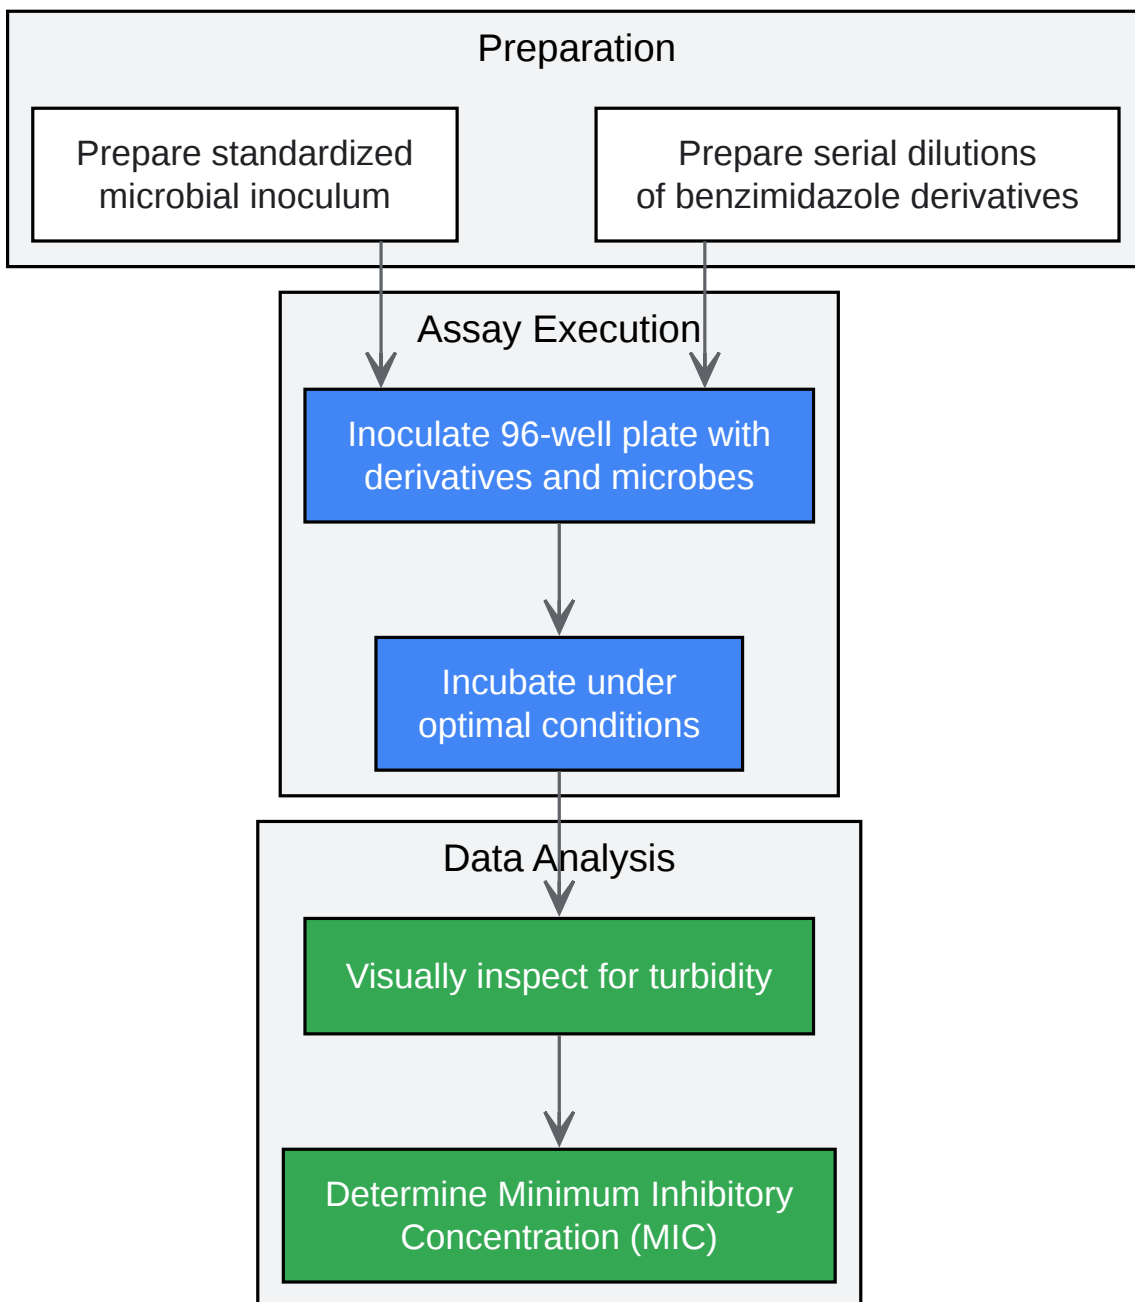 Preparation
Prepare standardized
microbial inoculum
Prepare serial dilutions
of benzimidazole derivatives
Assay Execution
Inoculate 96-well plate with
derivatives and microbes
Incubate under
optimal conditions
Data Analysis
Visually inspect for turbidity
Determine Minimum Inhibitory
Concentration (MIC)